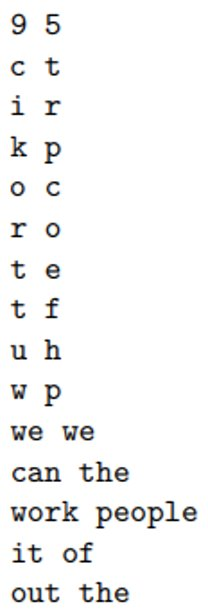 9 5
c t
i r
k p
o c
r o
t e
t f
u h
w p
we we
can the
work people
it of
out the